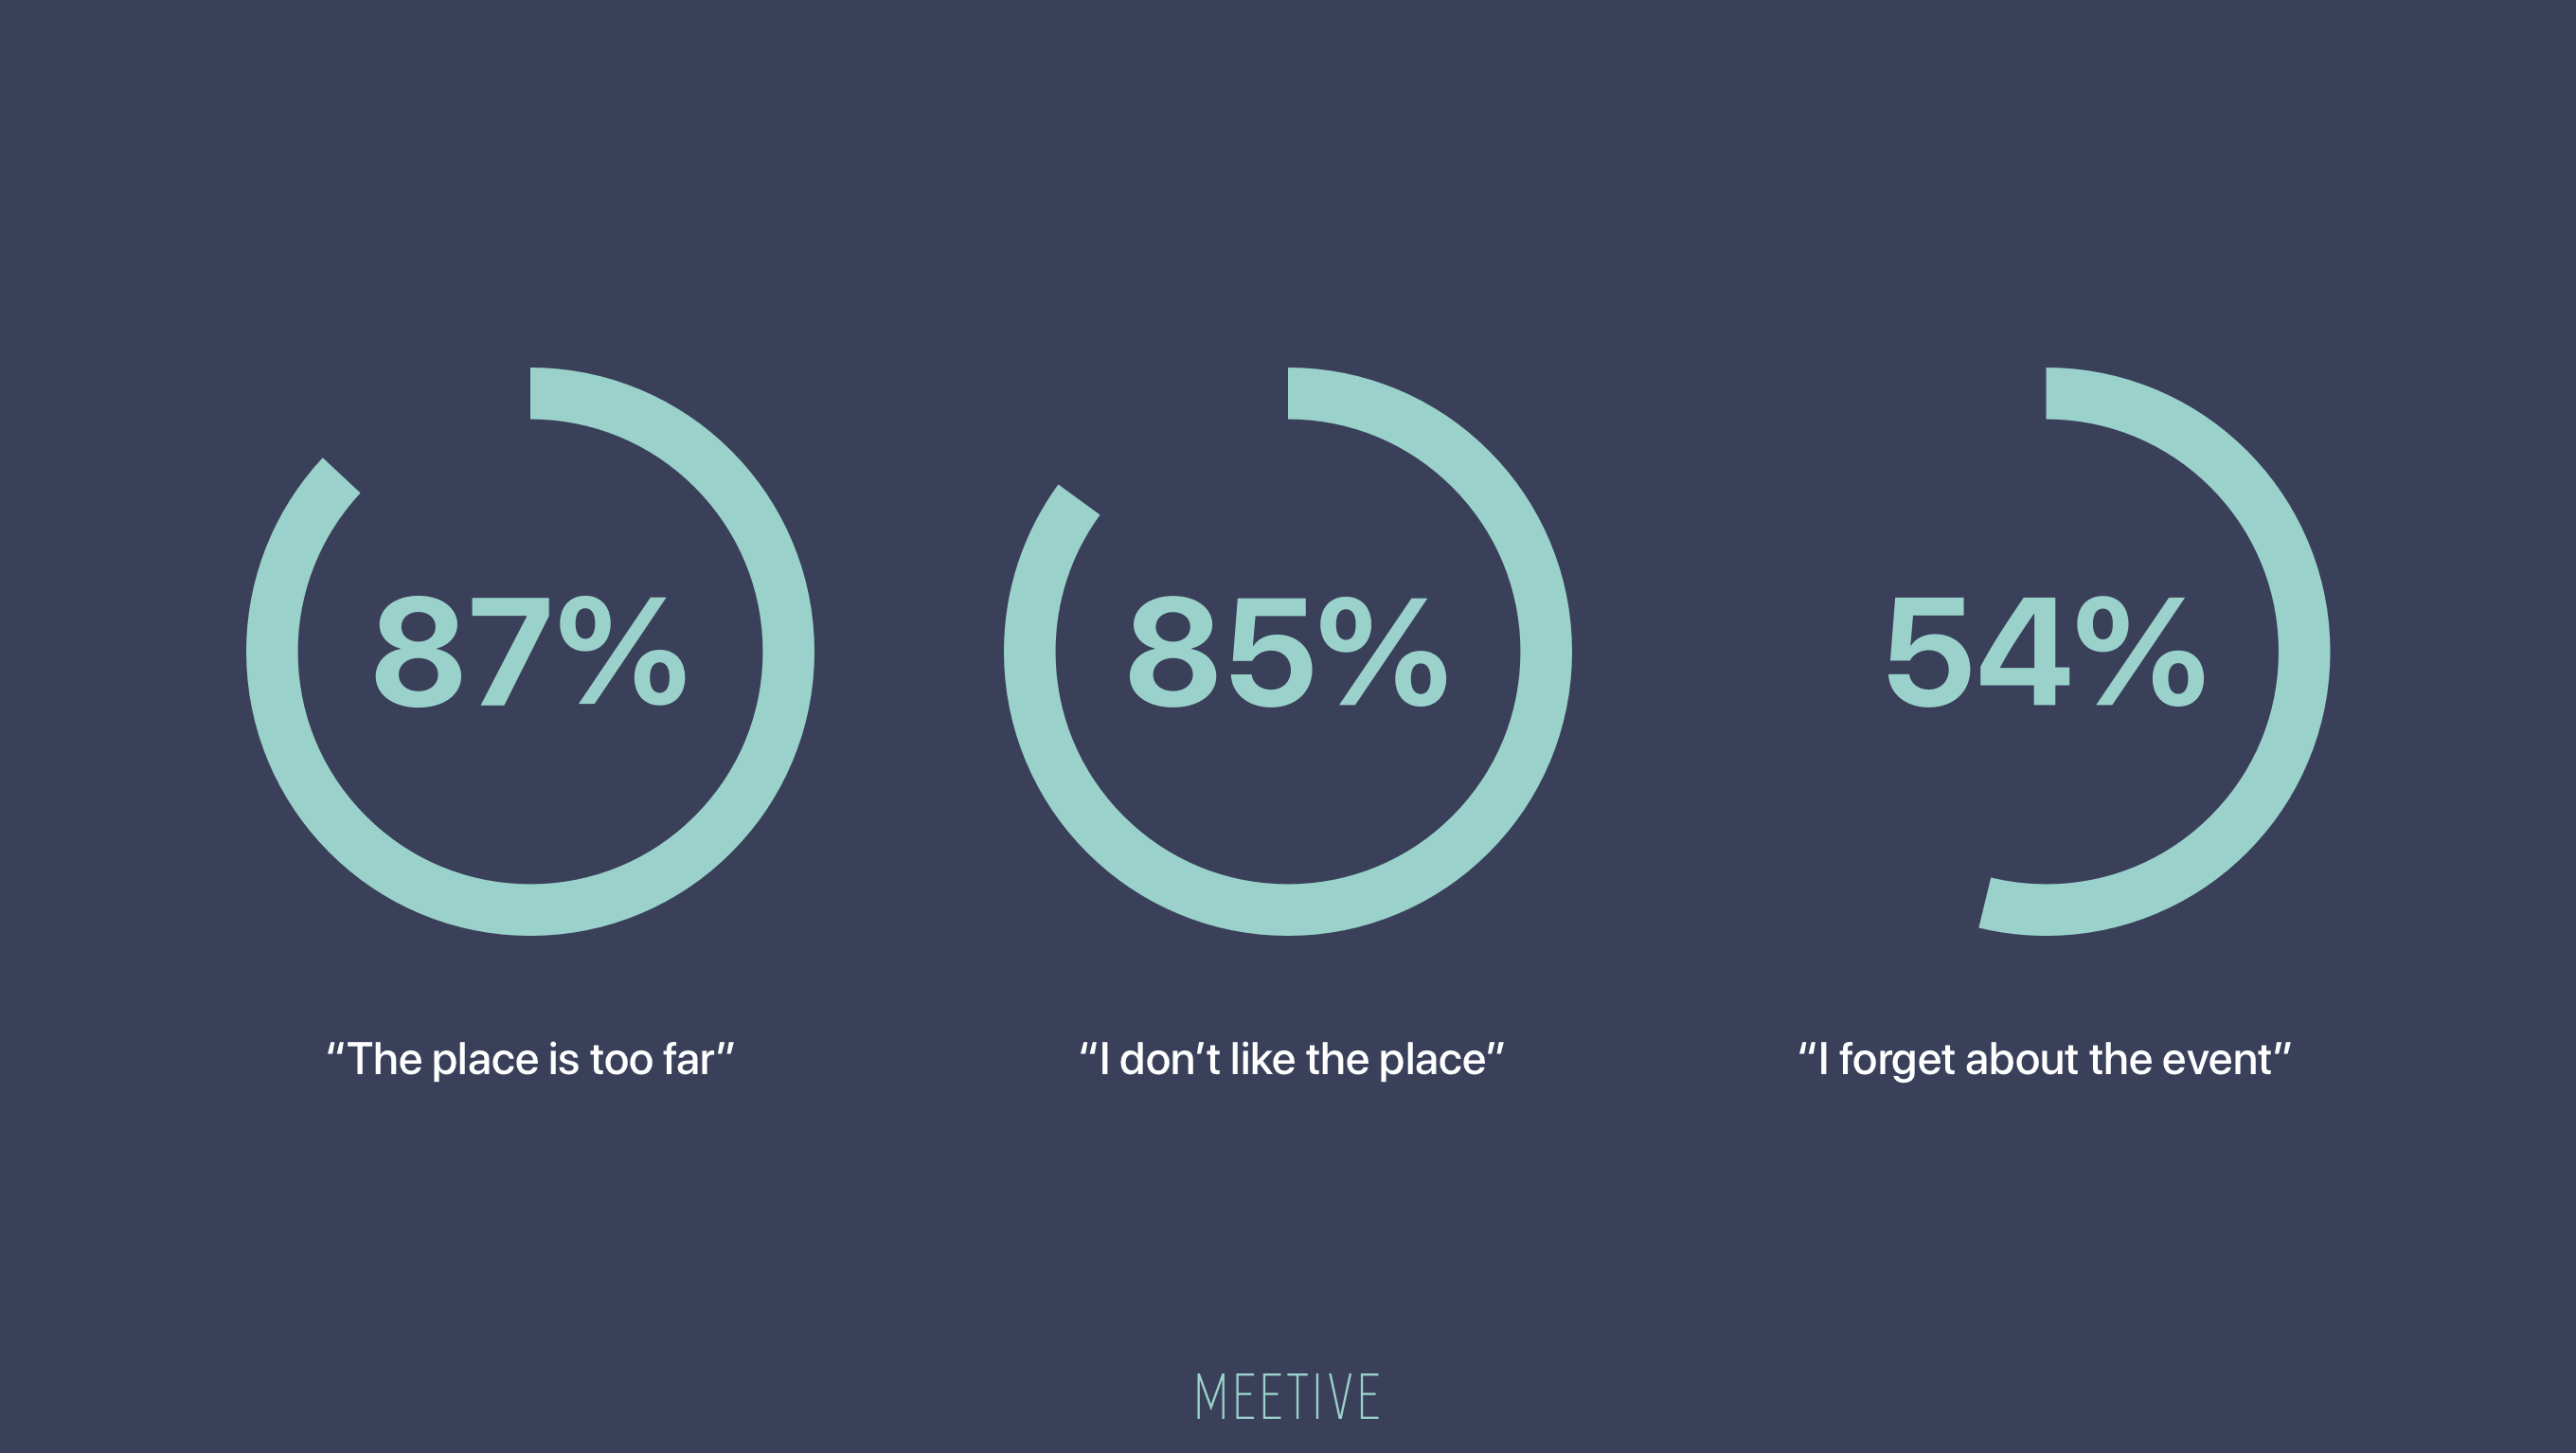 87%
85%
54%
“The place is too far”
“I don’t like the place”
“I forget about the event”
MEETIVE